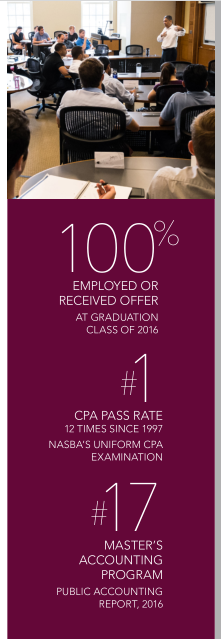 100%
EMPLOYED OR
RECEIVED OFFER
AT GRADUATION
CLASS OF 2016
#1
CPA PASS RATE
12 TIMES SINCE 1997
NASBA'S UNIFORM CPA
EXAMINATION
#17
MASTER'S
ACCOUNTING
PROGRAM
PUBLIC ACCOUNTING
REPORT, 2016